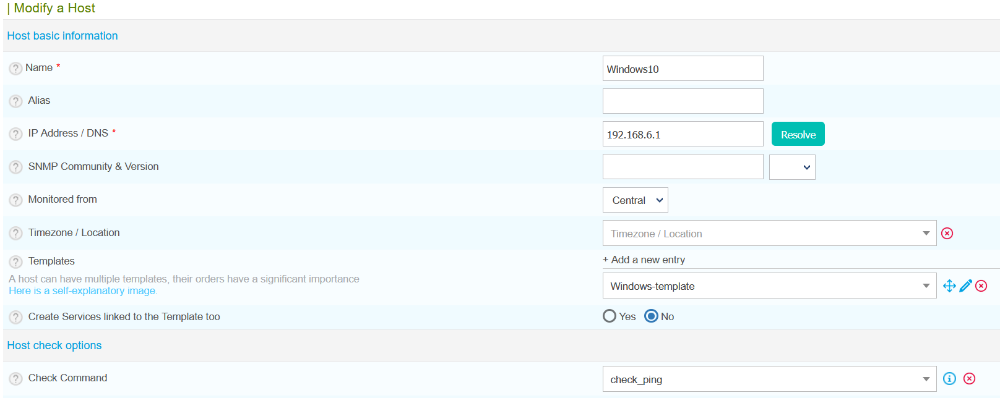 | Modify a Host
Host basic information
? Name * Windows10
? Alias
? IP Address / DNS * 192.168.6.1 Resolve
? SNMP Community & Version
? Monitored from Central
? Timezone / Location Timezone / Location
? Templates + Add a new entry
A host can have multiple templates, their orders have a significant importance
Here is a self-explanatory image. Windows-template
? Create Services linked to the Template too Yes No
Host check options
? Check Command check_ping